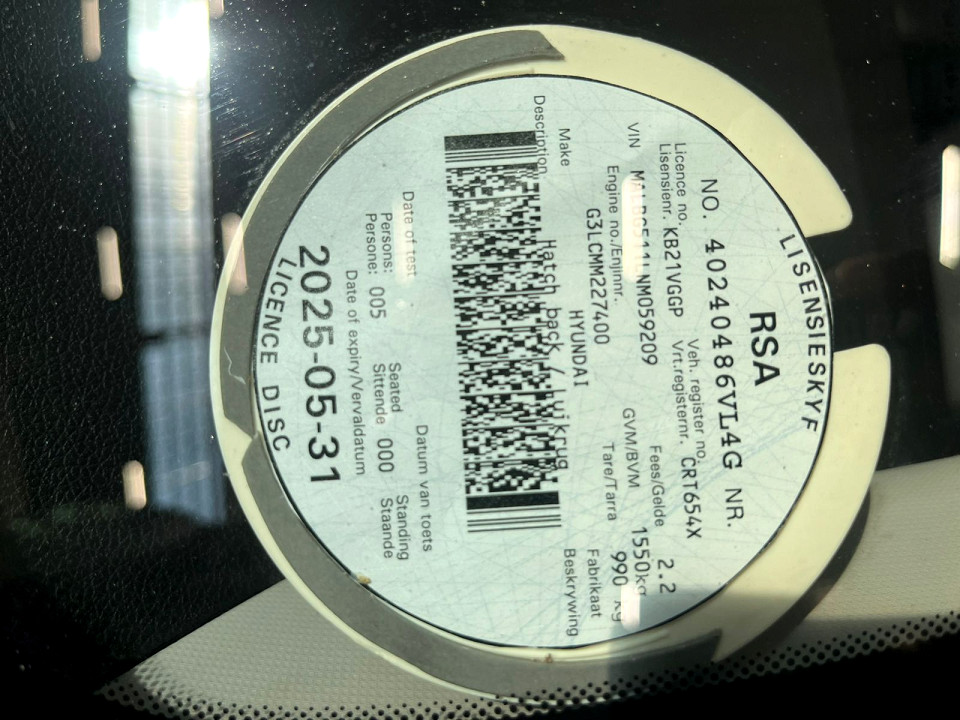 LISENSIESKYF
RSA
NO. 40240486VL4G NR.
Licence no. KB21VGGP Veh. register no. CRT654X
Lisensienr. Vrt.registernr.
VIN NM059209 Fees/Gelde 2.2
Engine no./Enjinnr. GVM/BVM 1550kg
G3LCMM227400 Tare/Tarra 990 kg
Make HYUNDAI Fabrikaat
Description Hatch back / Luikrug Beskrywing
Date of test Datum van toets
Persons: 005 Seated 000 Standing
Persone: Sittende Staande
Date of expiry/Vervaldatum
2025-05-31
LICENCE DISC